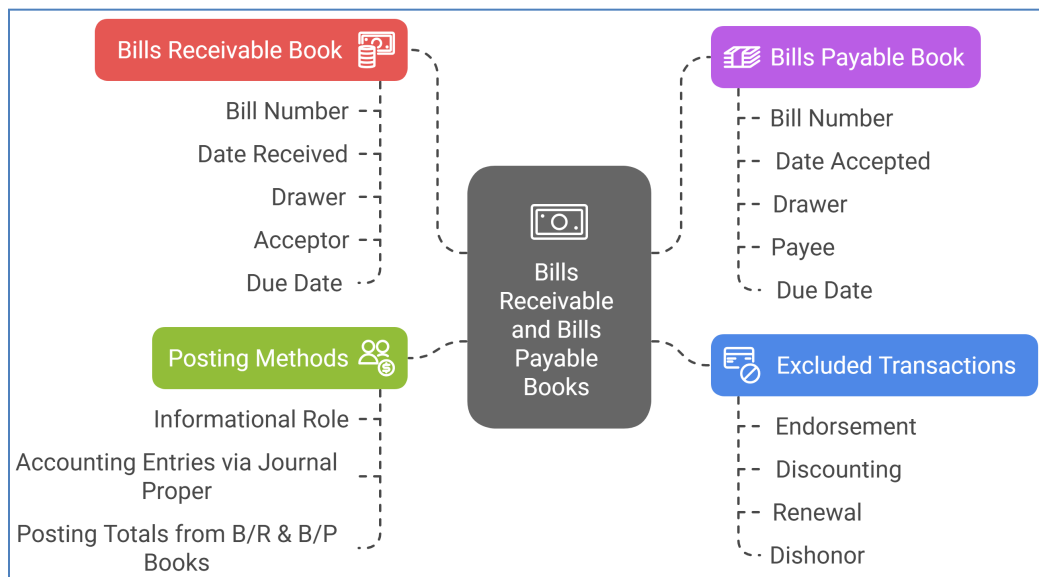 Bills Receivable Book
Bill Number
Date Received
Drawer
Acceptor
Due Date
Bills Payable Book
Bill Number
Date Accepted
Drawer
Payee
Due Date
Bills
Receivable
and Bills
Payable
Books
Posting Methods
Informational Role
Accounting Entries via Journal
Proper
Posting Totals from B/R & B/P
Books
Excluded Transactions
Endorsement
Discounting
Renewal
Dishonor